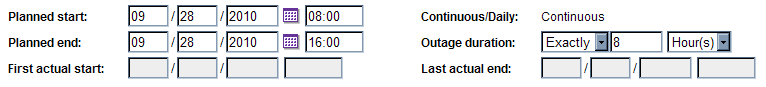 Planned start: 09 / 28 / 2010 08:00 Continuous/Daily: Continuous
Planned end: 09 / 28 / 2010 16:00 Outage duration: Exactly 8 Hour(s)
First actual start: / / Last actual end: / /